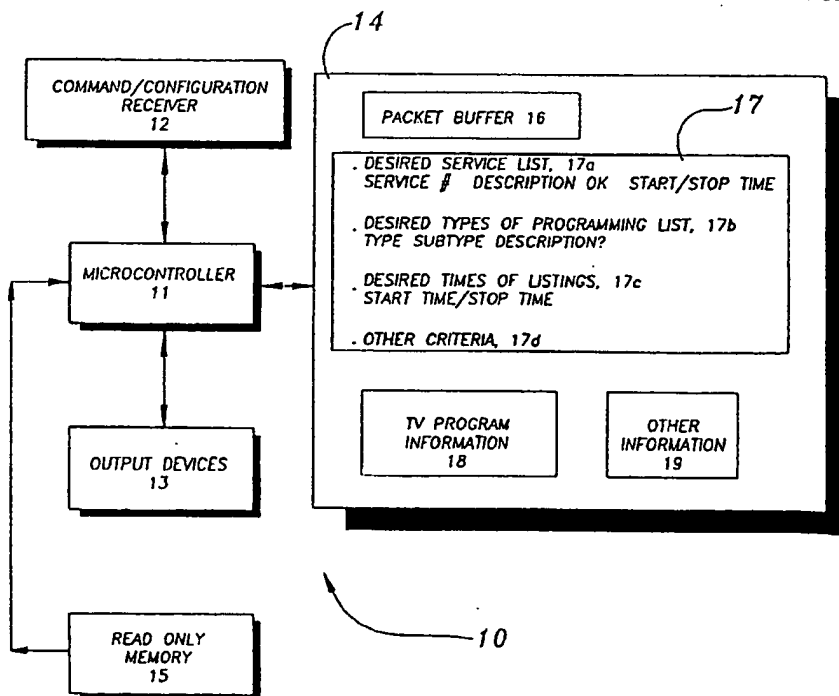 14
COMMAND/CONFIGURATION
RECEIVER
12
PACKET BUFFER 16
17
. DESIRED SERVICE LIST, 17a
SERVICE # DESCRIPTION OK START/STOP TIME
. DESIRED TYPES OF PROGRAMMING LIST, 17b
TYPE SUBTYPE DESCRIPTION?
MICROCONTROLLER
11
. DESIRED TIMES OF LISTINGS, 17c
START TIME/STOP TIME
. OTHER CRITERIA, 17d
TV PROGRAM
INFORMATION
18
OTHER
INFORMATION
19
OUTPUT DEVICES
13
READ ONLY
MEMORY
15
10